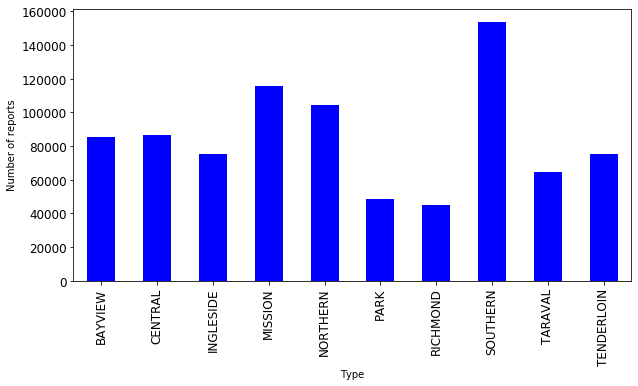 160000
140000
120000
100000
80000
60000
40000
20000
0
Number of reports
BAYVIEW
CENTRAL
INGLESIDE
MISSION
NORTHERN
PARK
RICHMOND
SOUTHERN
TARAVAL
TENDERLOIN
Type